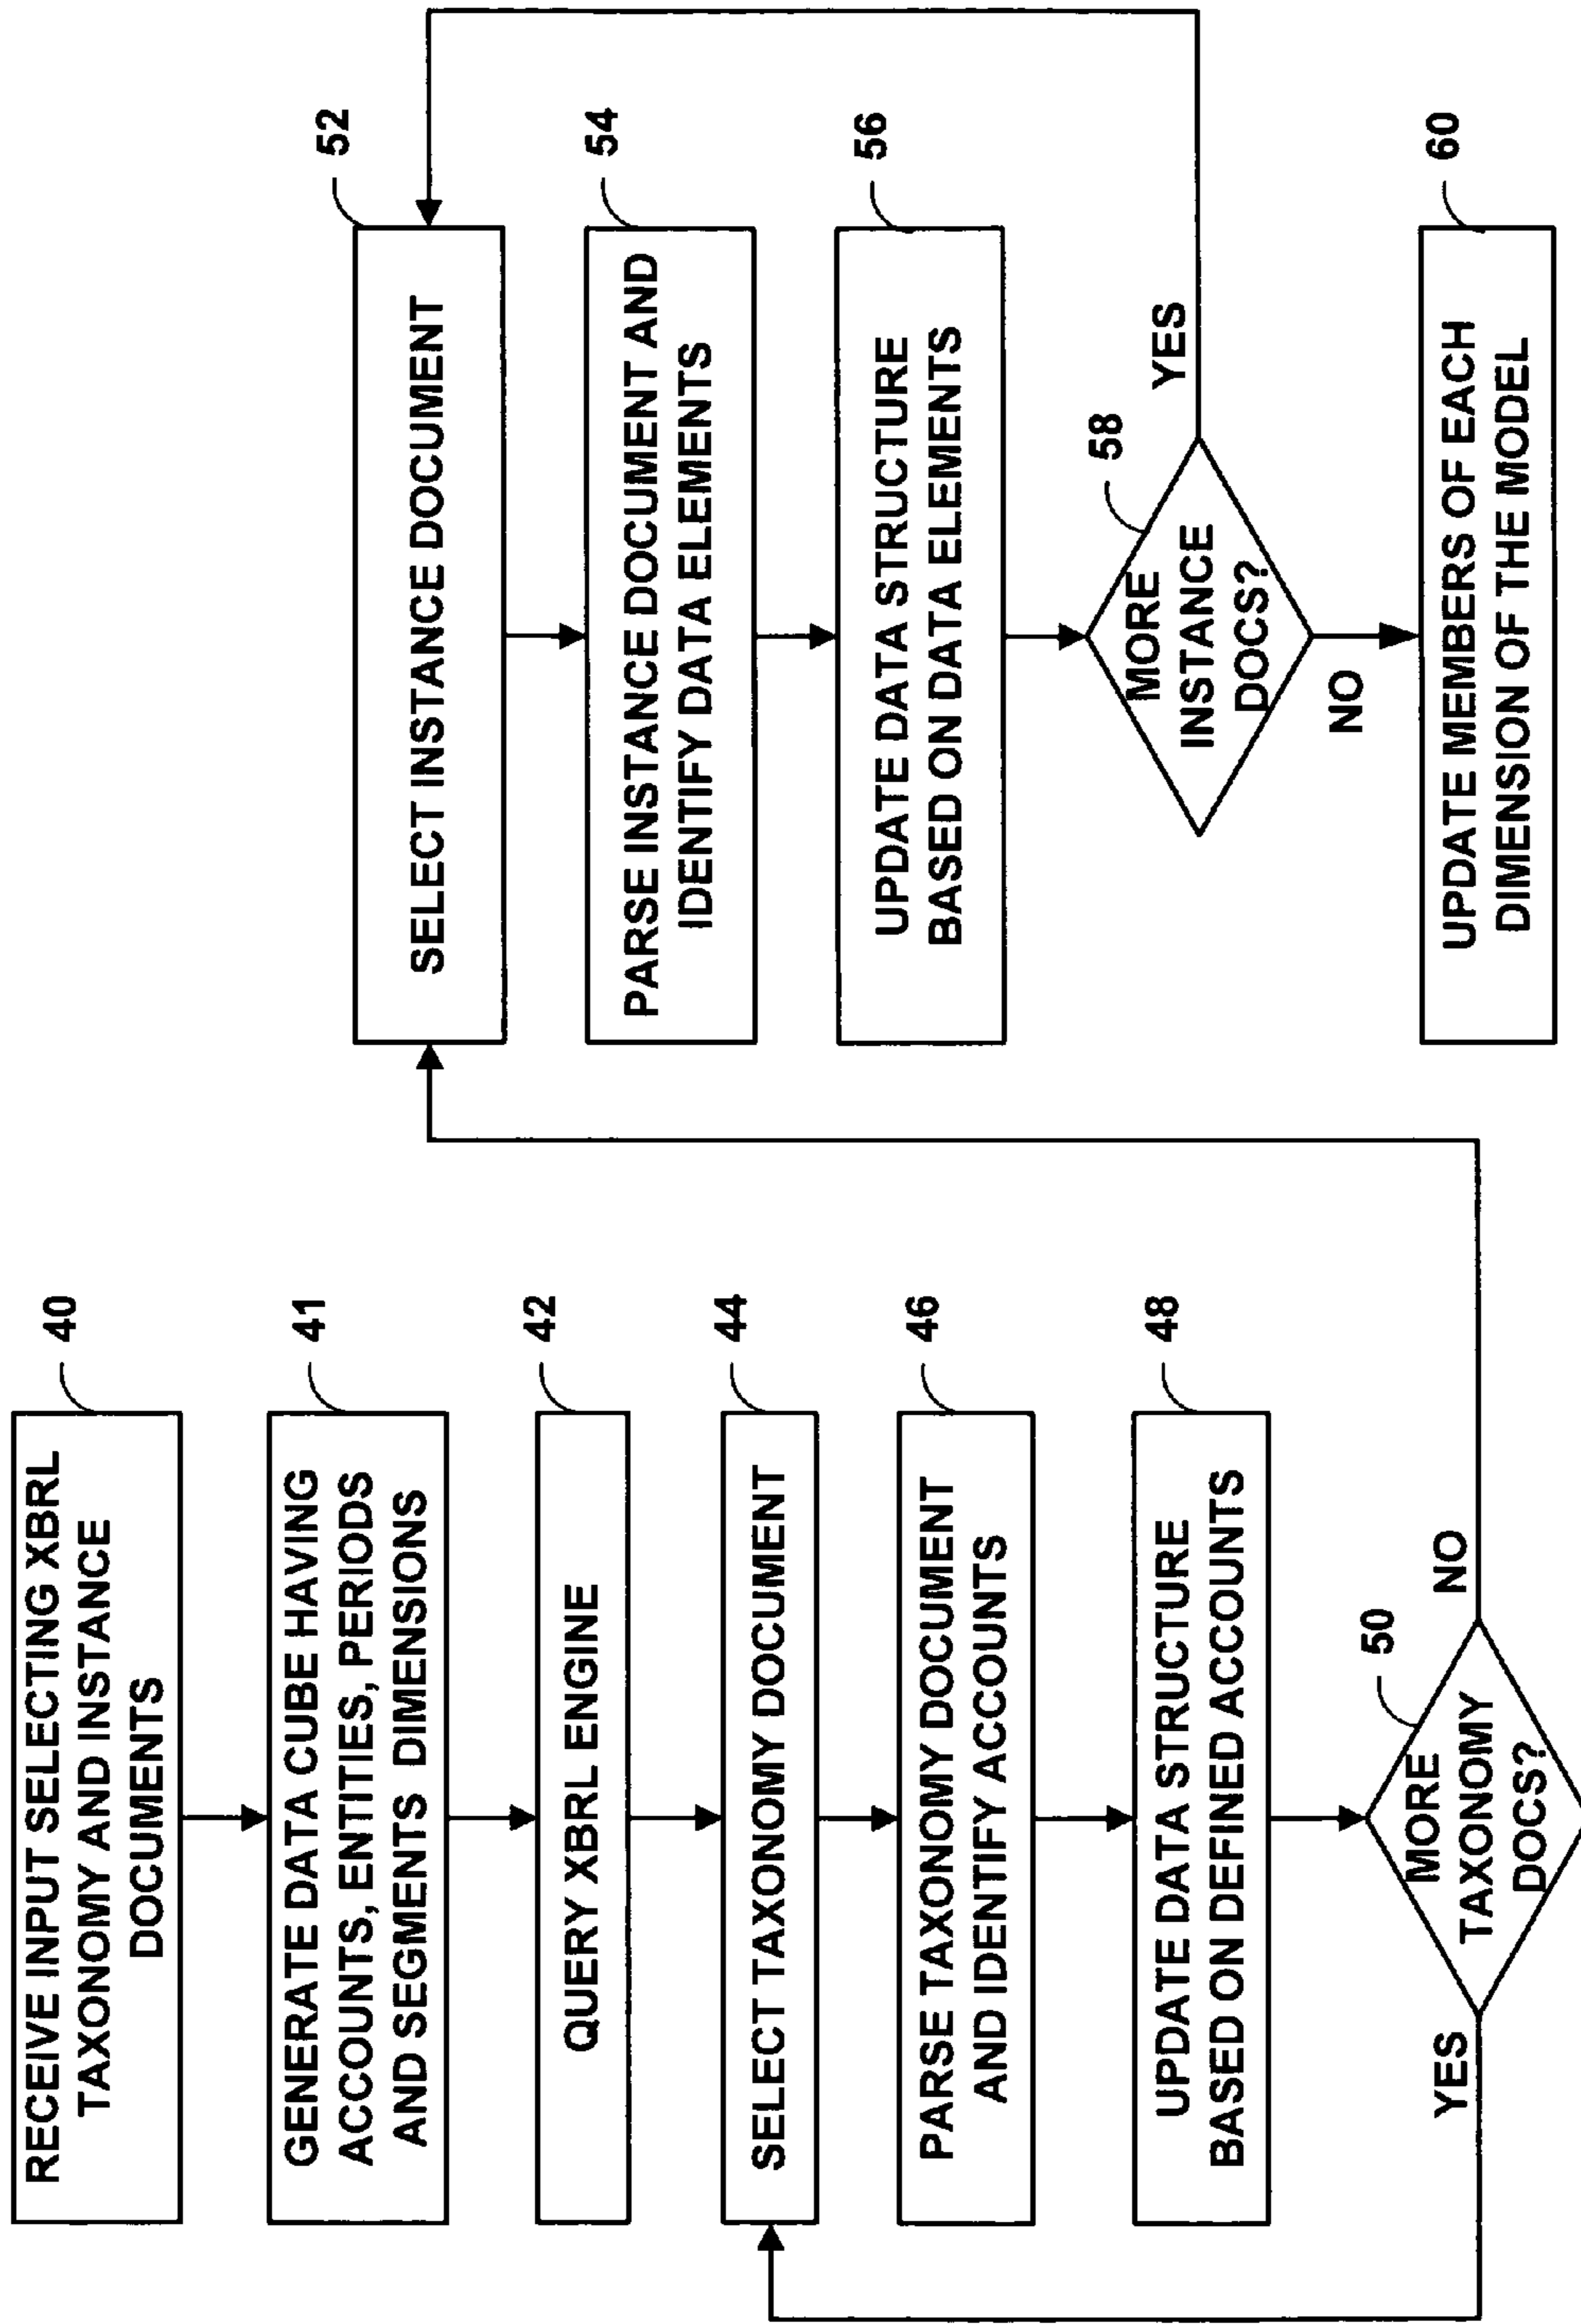 RECEIVE INPUT SELECTING XBRL
TAXONOMY AND INSTANCE
DOCUMENTS
40
GENERATE DATA CUBE HAVING
ACCOUNTS, ENTITIES, PERIODS
AND SEGMENTS DIMENSIONS
41
QUERY XBRL ENGINE
42
SELECT TAXONOMY DOCUMENT
44
PARSE TAXONOMY DOCUMENT
AND IDENTIFY ACCOUNTS
46
UPDATE DATA STRUCTURE
BASED ON DEFINED ACCOUNTS
48
MORE
TAXONOMY
DOCS?
50
YES
NO
SELECT INSTANCE DOCUMENT
52
PARSE INSTANCE DOCUMENT AND
IDENTIFY DATA ELEMENTS
54
UPDATE DATA STRUCTURE
BASED ON DATA ELEMENTS
56
MORE
INSTANCE
DOCS?
58
YES
NO
UPDATE MEMBERS OF EACH
DIMENSION OF THE MODEL
60